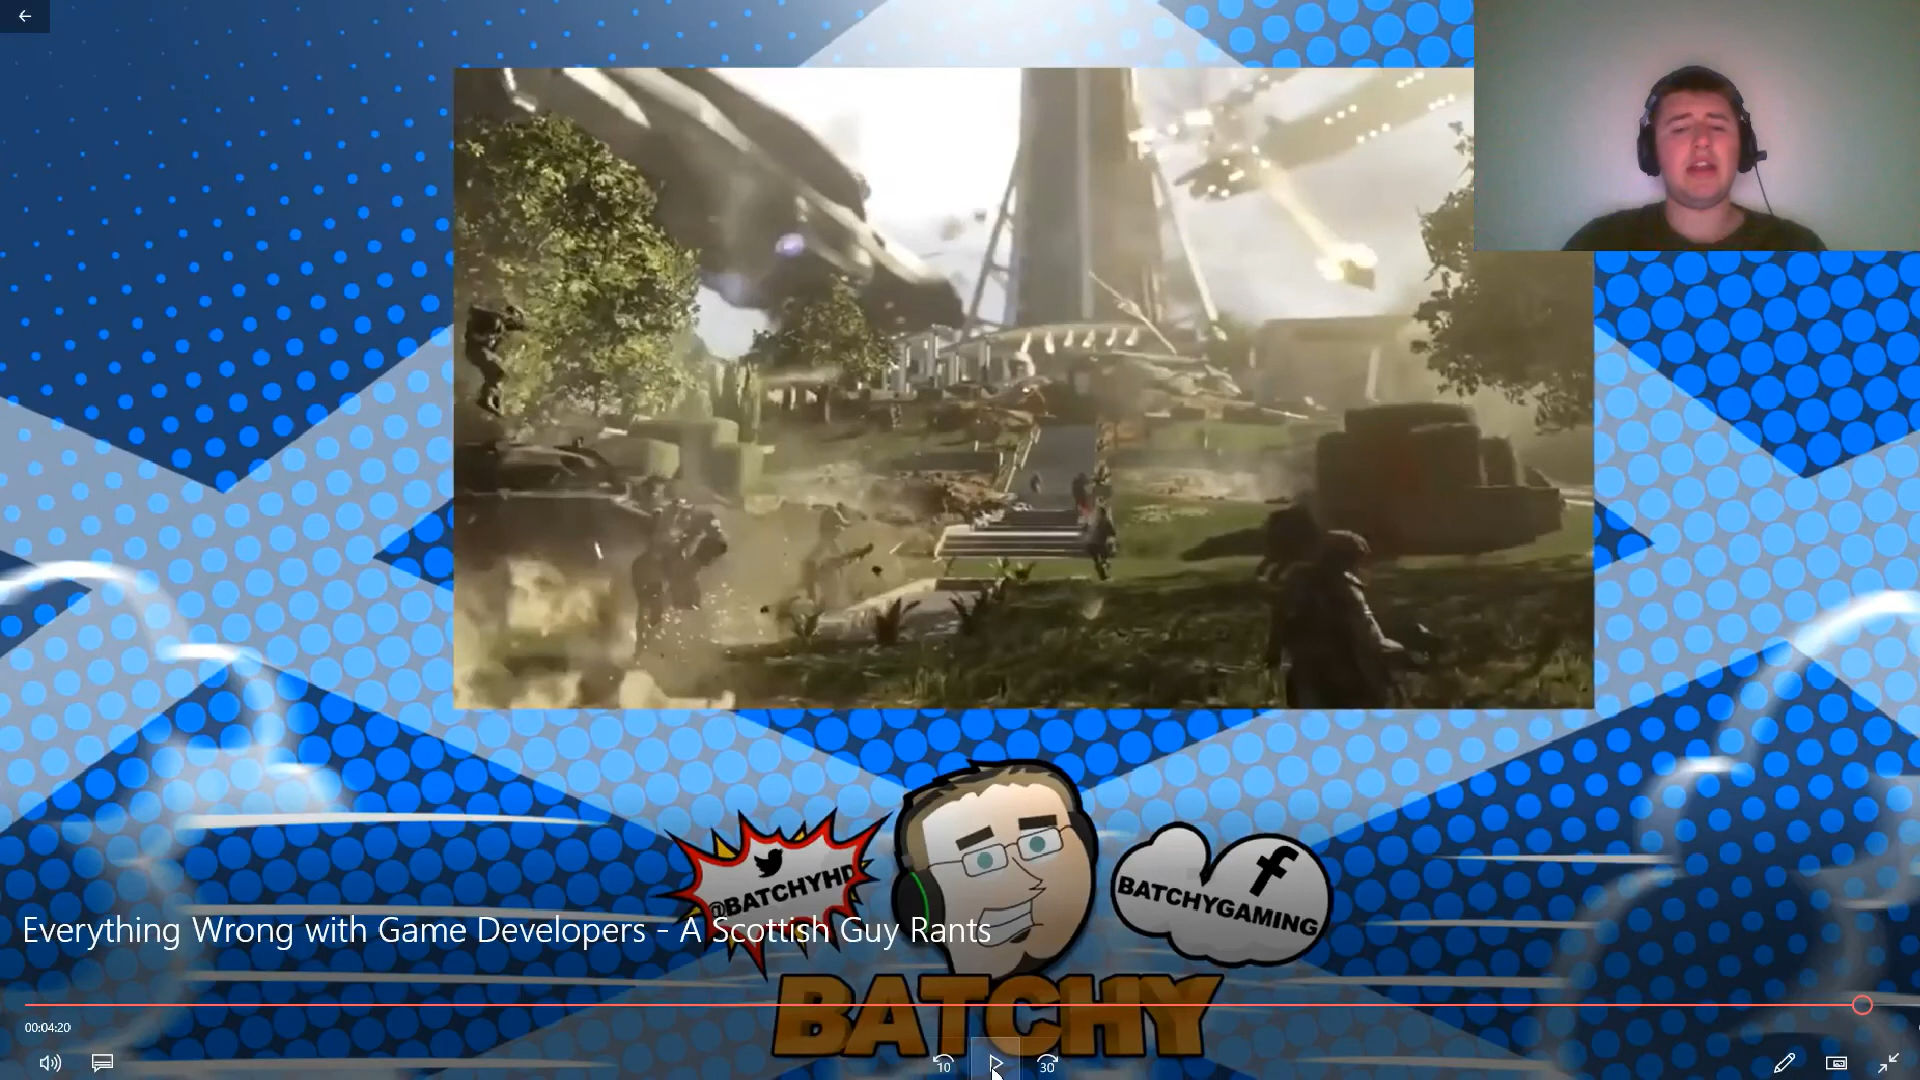 @BATCHYHD
f
BATCHYGAMING
Everything Wrong with Game Developers - A Scottish Guy Rants
BATCHY
00:04:20
10
30